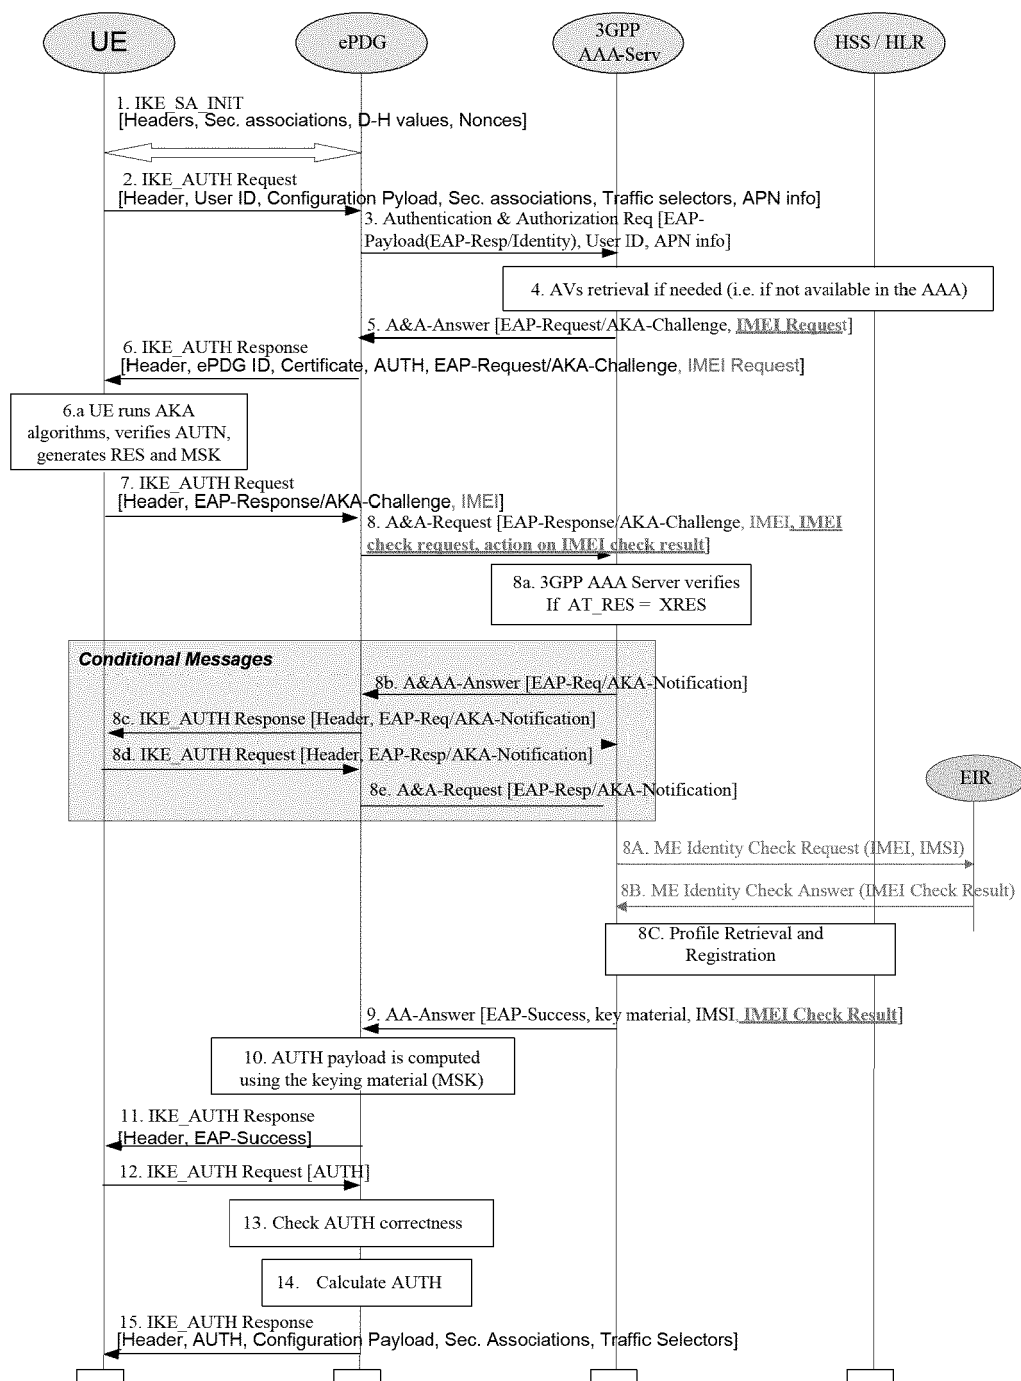 UE
ePDG
3GPP
AAA-Serv
HSS / HLR
1. IKE_SA_INIT
[Headers, Sec. associations, D-H values, Nonces]
2. IKE_AUTH Request
[Header, User ID, Configuration Pyload, Sec. associations, Traffic selectors, APN info]
3. Authentication & Authorization Req [EAP-
Payload(EAP-Resp/Identity), User ID, APN info]
4. AVs retrieval if needed (i.e. if not available in the AAA)
5. A&A-Answer [EAP-Request/AKA-Challenge, IMEI Request]
6. IKE_AUTH Response
[Header, ePDG ID, Certificate, AUTH, EAP-Request/AKA-Challenge, IMEI Request]
6.a UE runs AKA
algorithms, verifies AUTN,
generates RES and MSK
7. IKE_AUTH Request
[Header, EAP-Response/AKA-Challenge, IMEI]
8. A&A-Request [EAP-Response/AKA-Challenge, IMEI, IMEI
check request, action on IMEI check result]
8a. 3GPP AAA Server verifies
If AT_RES = XRES
Conditional Messages
8b. A&AA-Answer [EAP-Req/AKA-Notification]
8c. IKE_AUTH Response [Header, EAP-Req/AKA-Notification]
8d. IKE_AUTH Request [Header, EAP-Resp/AKA-Notification]
EIR
8e. A&A-Request [EAP-Resp/AKA-Notification]
8A. ME Identity Check Request (IMEI, IMSI)
8B. ME Identity Check Answer (IMEI Check Result)
8C. Profile Retrieval and
Registration
9. AA-Answer [EAP-Success, key material, IMSI, IMEI Check Result]
10. AUTH payload is computed
using the keying material (MSK)
11. IKE_AUTH Response
[Header, EAP-Success]
12. IKE_AUTH Request [AUTH]
13. Check AUTH correctness
14. Calculate AUTH
15. IKE_AUTH Response
[Header, AUTH, Configuration Payload, Sec. Associations, Traffic Selectors]